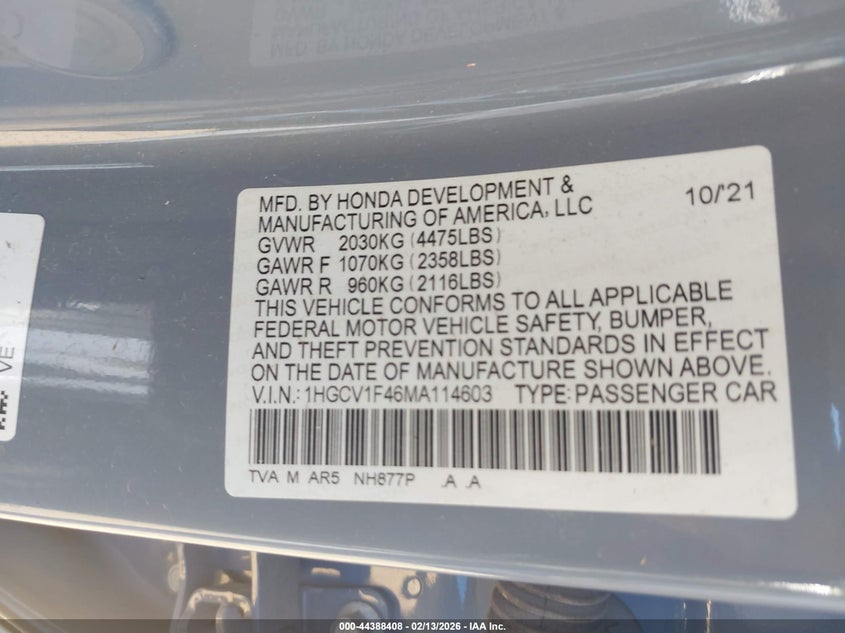 MFD. BY HONDA DEVELOPMENT &
MANUFACTURING OF AMERICA, LLC 10/'21
GVWR 2030KG (4475LBS)
GAWR F 1070KG (2358LBS)
GAWR R 960KG (2116LBS)
THIS VEHICLE CONFORMS TO ALL APPLICABLE
FEDERAL MOTOR VEHICLE SAFETY, BUMPER,
AND THEFT PREVENTION STANDARDS IN EFFECT
ON THE DATE OF MANUFACTURE SHOWN ABOVE.
V.I.N.: 1HGCV1F46MA114603 TYPE: PASSENGER CAR
TVA M AR5 NH877P .A .A
VE
000-44388408 - 02/13/2026 - IAA Inc.